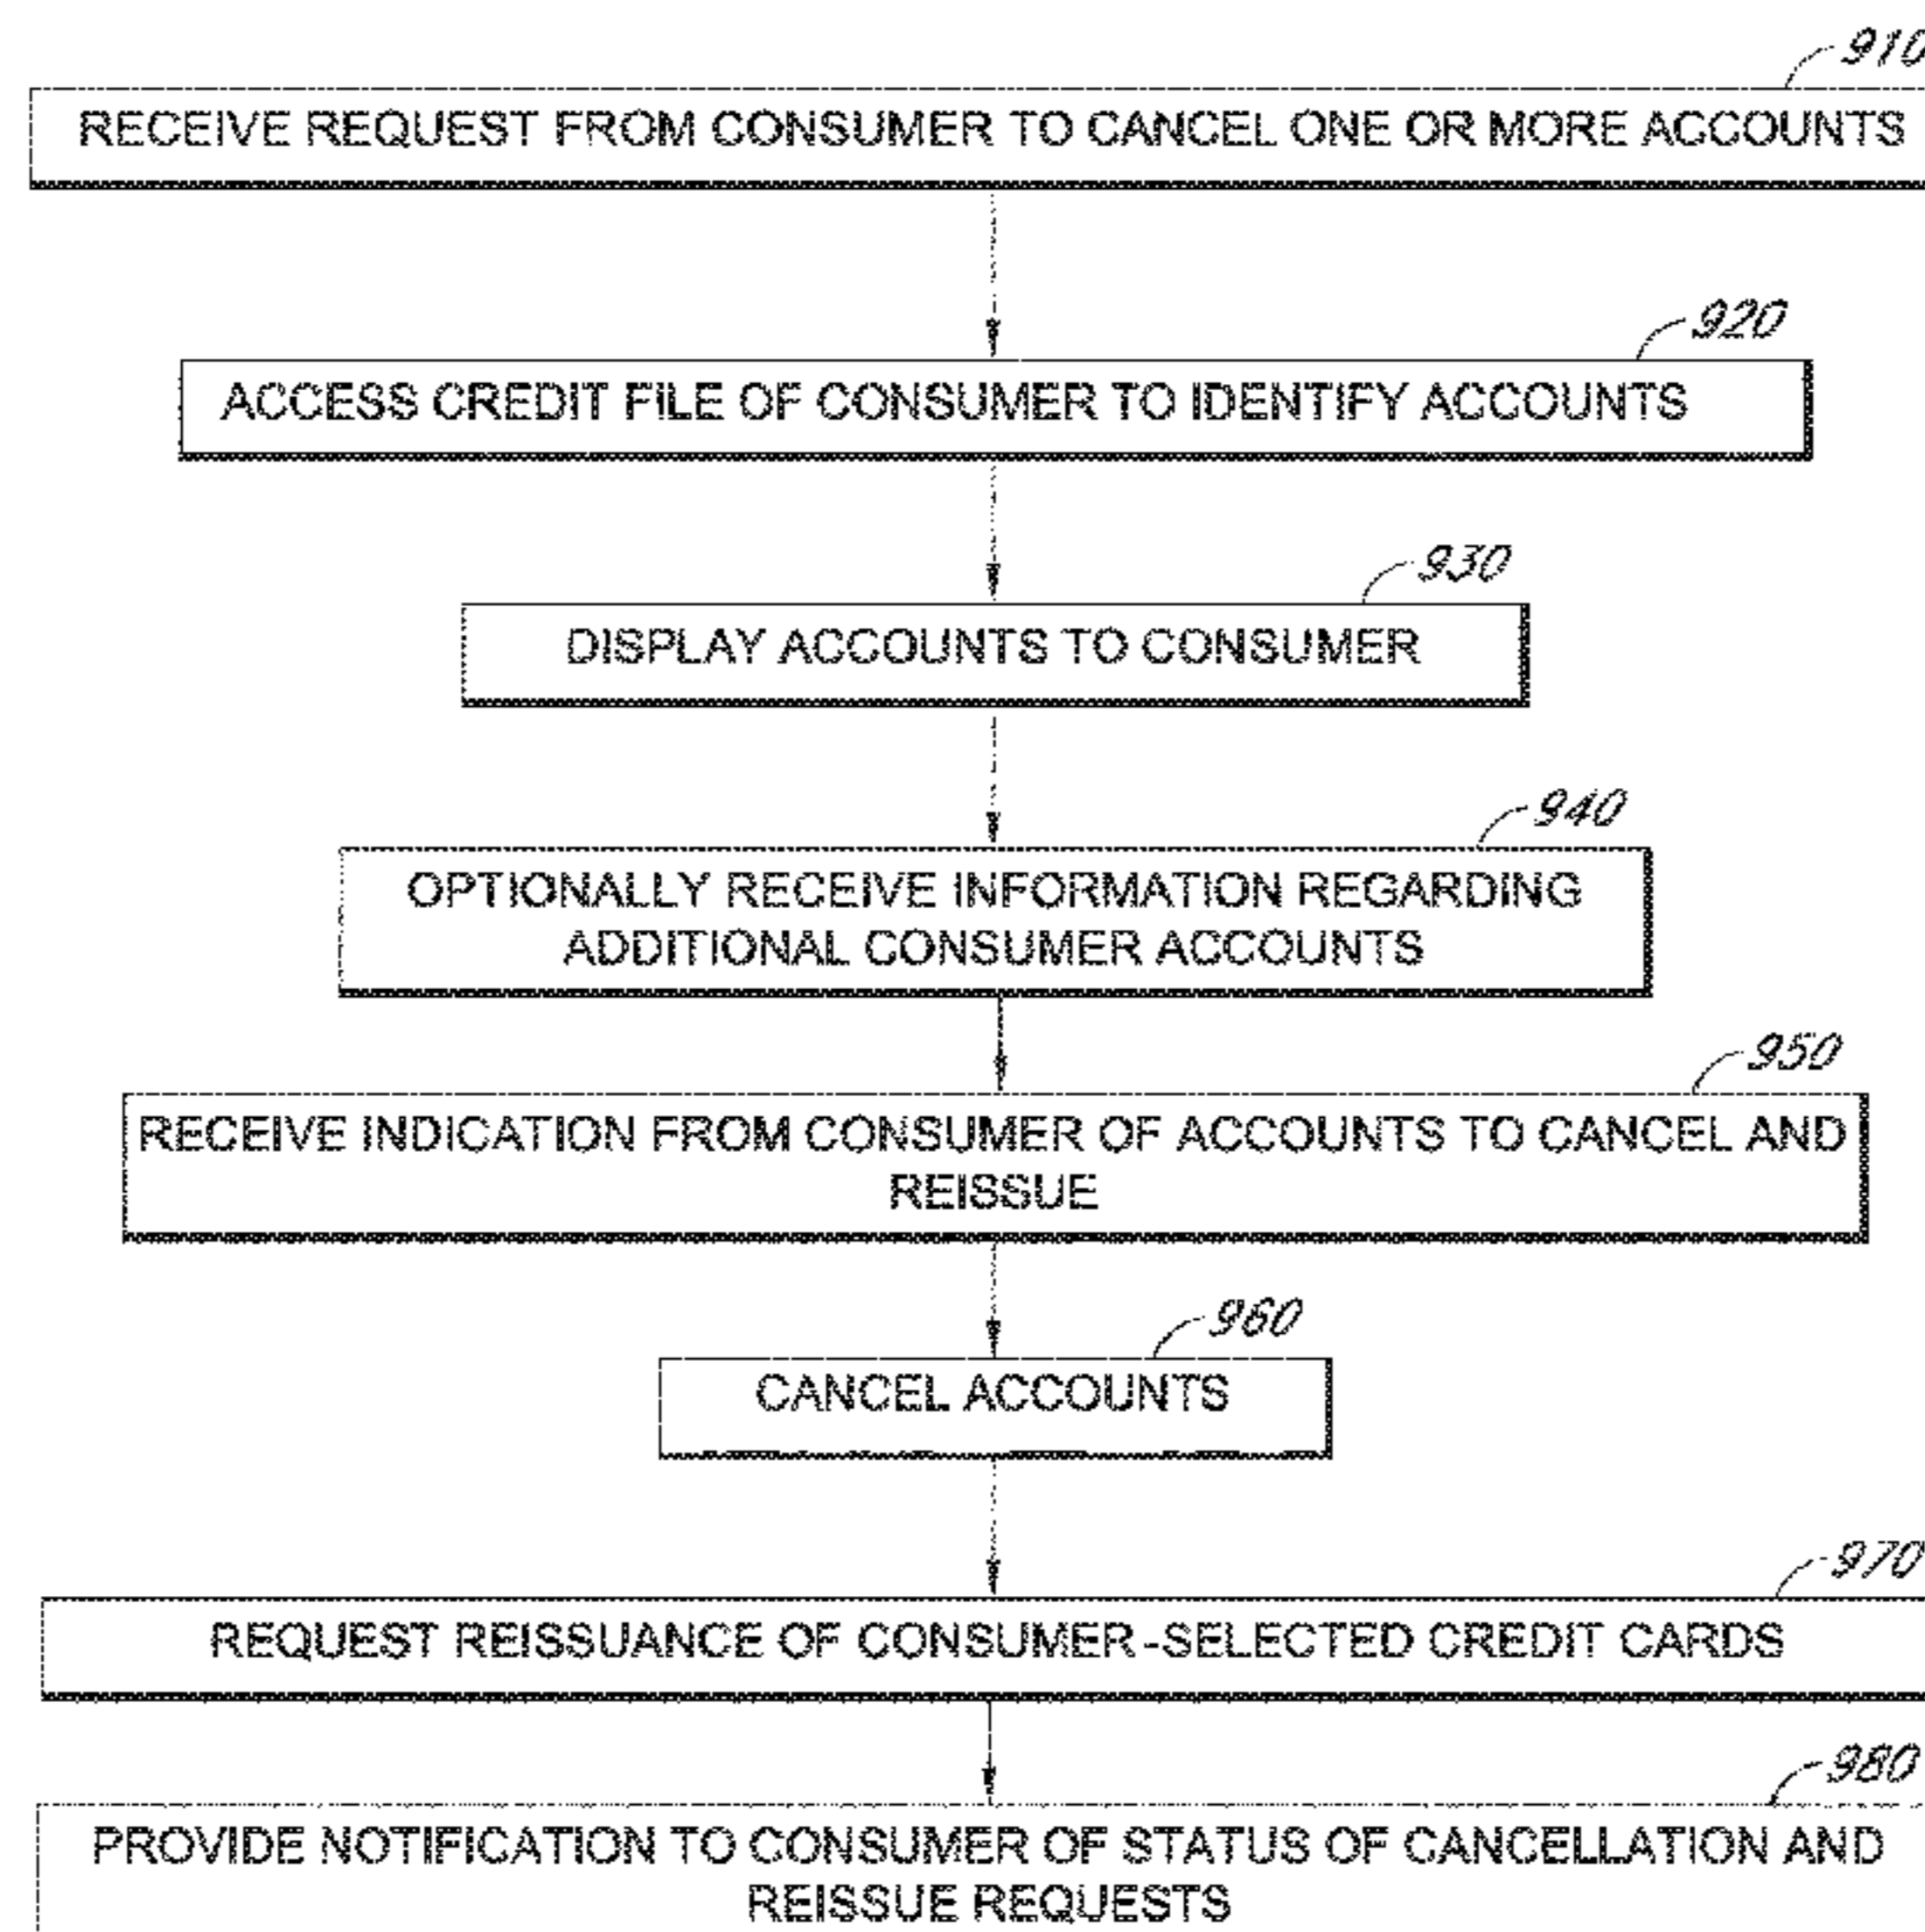 910
RECEIVE REQUEST FROM CONSUMER TO CANCEL ONE OR MORE ACCOUNTS
920
ACCESS CREDIT FILE OF CONSUMER TO IDENTIFY ACCOUNTS
930
DISPLAY ACCOUNTS TO CONSUMER
940
OPTIONALLY RECEIVE INFORMATION REGARDING
ADDITIONAL CONSUMER ACCOUNTS
950
RECEIVE INDICATION FROM CONSUMER OF ACCOUNTS TO CANCEL AND
REISSUE
960
CANCEL ACCOUNTS
970
REQUEST REISSUANCE OF CONSUMER-SELECTED CREDIT CARDS
980
PROVIDE NOTIFICATION TO CONSUMER OF STATUS OF CANCELLATION AND
REISSUE REQUESTS